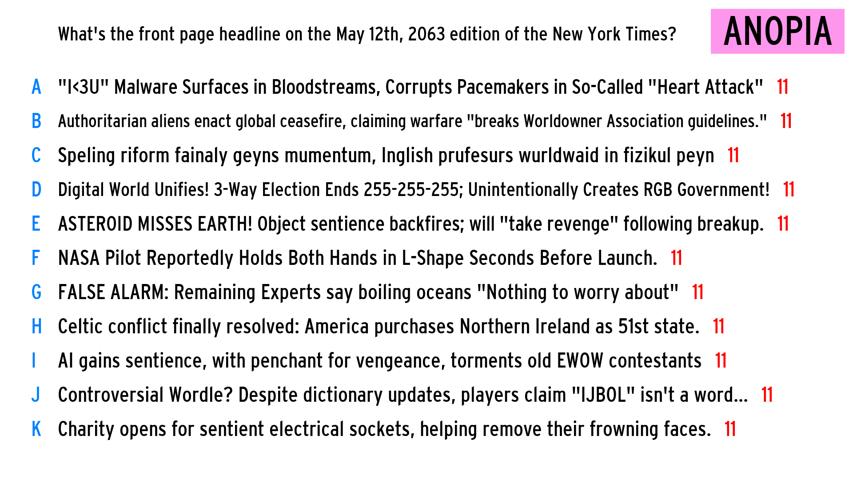 What's the front page headline on the May 12th, 2063 edition of the New York Times?
ANOPIA
A "I<3U" Malware Surfaces in Bloodstreams, Corrupts Pacemakers in So-Called "Heart Attack" 11
B Authoritarian aliens enact global ceasefire, claiming warfare "breaks Worldowner Association guidelines." 11
C Speling riform fainaly geyns mumentum, Inglish prufesurs wurldwaid in fizikul peyn 11
D Digital World Unifies! 3-Way Election Ends 255-255-255; Unintentionally Creates RGB Government! 11
E ASTEROID MISSES EARTH! Object sentience backfires; will "take revenge" following breakup. 11
F NASA Pilot Reportedly Holds Both Hands in L-Shape Seconds Before Launch. 11
G FALSE ALARM: Remaining Experts say boiling oceans "Nothing to worry about" 11
H Celtic conflict finally resolved: America purchases Northern Ireland as 51st state. 11
I AI gains sentience, with penchant for vengeance, torments old EWOW contestants 11
J Controversial Wordle? Despite dictionary updates, players claim "IJBOL" isn't a word... 11
K Charity opens for sentient electrical sockets, helping remove their frowning faces. 11